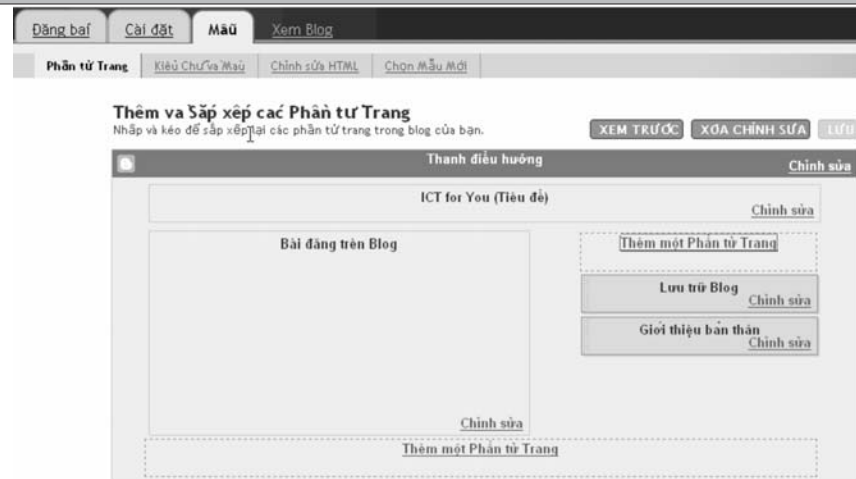 Đăng bài Cài đặt Mẫu Xem Blog
Phần tử Trang Kiểu Chữ và Màu Chỉnh sửa HTML Chọn Mẫu Mới
Thêm và Sắp xếp các Phần tử Trang
Nhấp và kéo để sắp xếp lại các phần tử trang trong blog của bạn.
XEM TRƯỚC XÓA CHỈNH SỬA LƯU
Thanh điều hướng
Chỉnh sửa
ICT for You (Tiêu đề)
Chỉnh sửa
Bài đăng trên Blog
Chỉnh sửa
Thêm một Phần tử Trang
Lưu trữ Blog
Chỉnh sửa
Giới thiệu bản thân
Chỉnh sửa
Thêm một Phần tử Trang